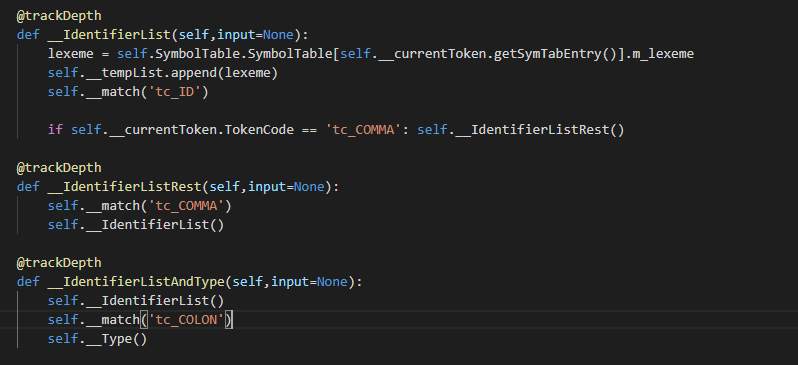 @trackDepth
def __IdentifierList(self,input=None):
    lexeme = self.SymbolTable.SymbolTable[self.__currentToken.getSymTabEntry()].m_lexeme
    self.__tempList.append(lexeme)
    self.__match('tc_ID')

    if self.__currentToken.TokenCode == 'tc_COMMA': self.__IdentifierListRest()

@trackDepth
def __IdentifierListRest(self,input=None):
    self.__match('tc_COMMA')
    self.__IdentifierList()

@trackDepth
def __IdentifierListAndType(self,input=None):
    self.__IdentifierList()
    self.__match('tc_COLON')
    self.__Type()